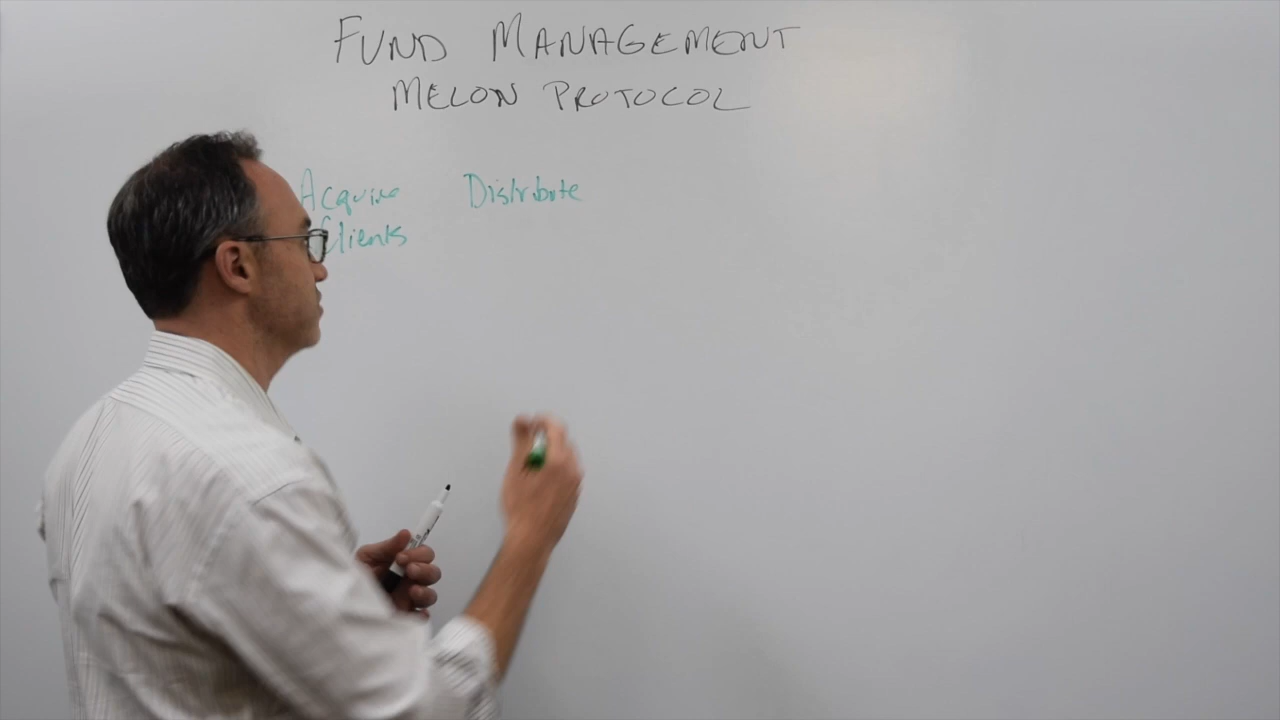 FUND MANAGEMENT
MELON PROTOCOL
Acquire Distribute
Clients